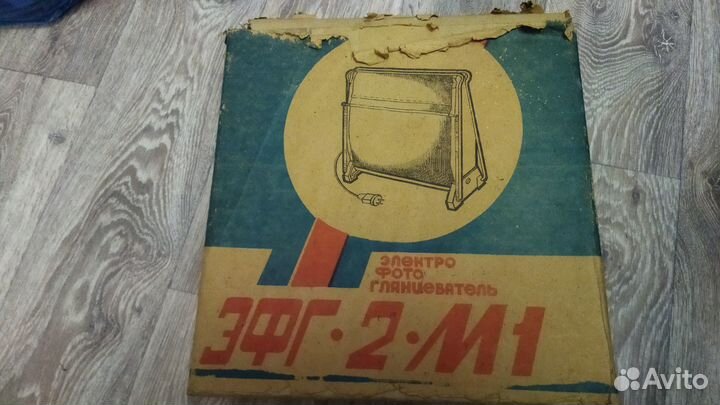 электро
фото
глянцеватель
ЭФГ·2·М1
Avito